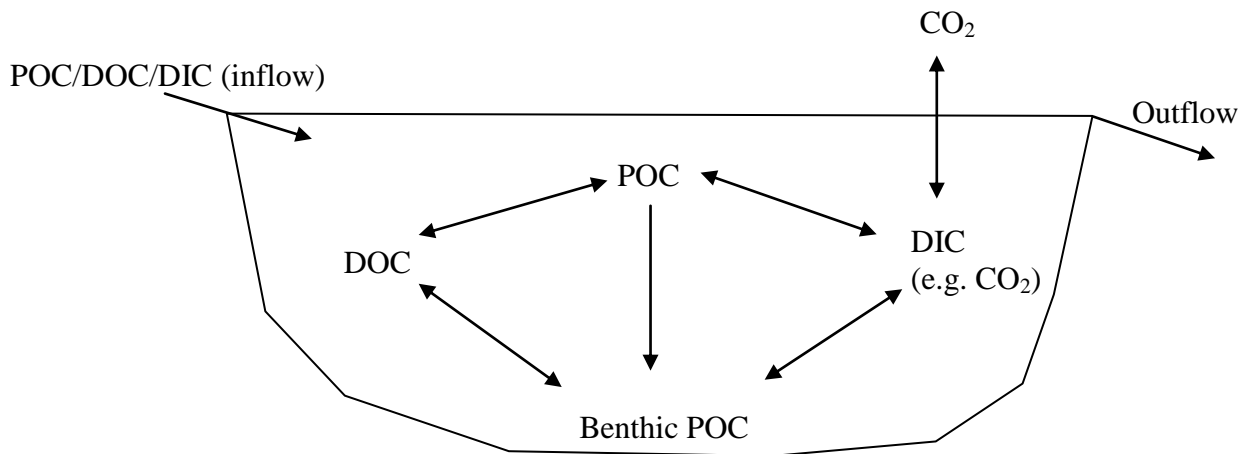 CO₂
POC/DOC/DIC (inflow)
Outflow
POC
DOC
DIC
(e.g. CO₂)
Benthic POC